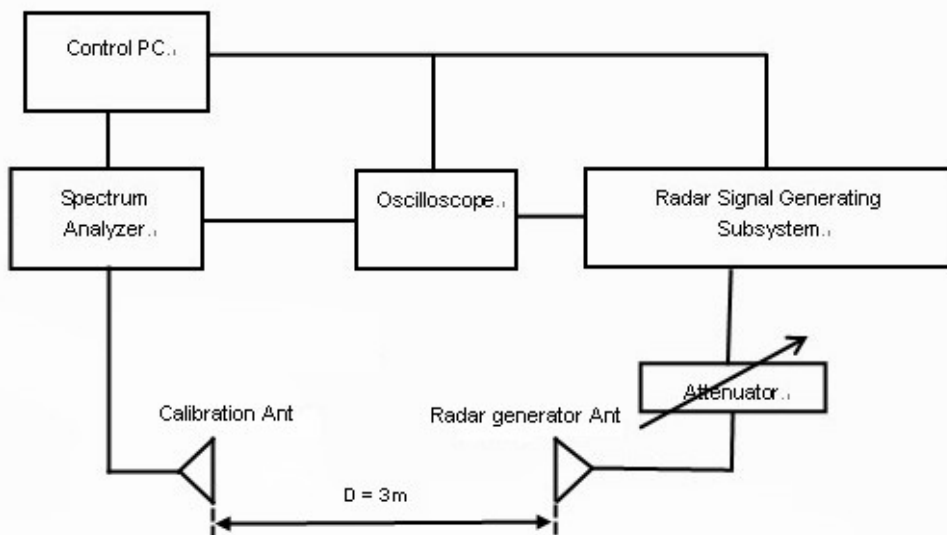 Control PC.
Spectrum
Analyzer.
Oscilloscope.
Radar Signal Generating
Subsystem.
Attenuator.
Calibration Ant
Radar generator Ant
D = 3m